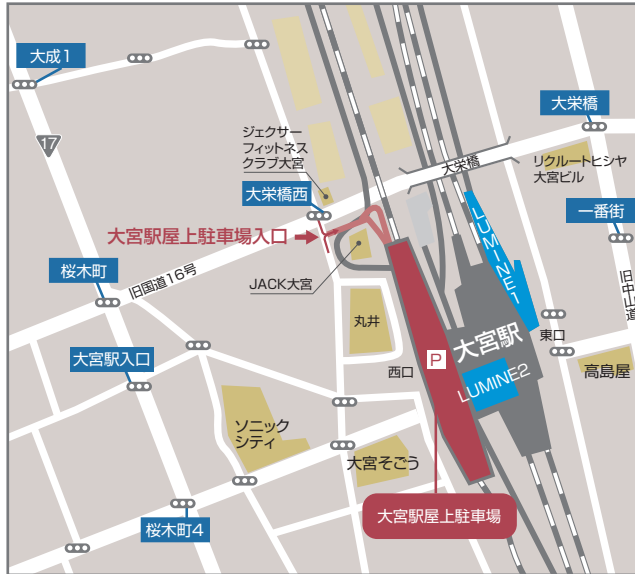 大成1
17
大栄橋
ジェクサー
フィットネス
クラブ大宮
大栄橋
リクルートヒシヤ
大宮ビル
大栄橋西
一番街
大宮駅屋上駐車場入口
LUMINE1
桜木町
旧国道16号
JACK大宮
旧中山道
丸井
大宮駅
東口
大宮駅入口
P
西口
高島屋
LUMINE2
ソニック
シティ
大宮そごう
大宮駅屋上駐車場
桜木町4